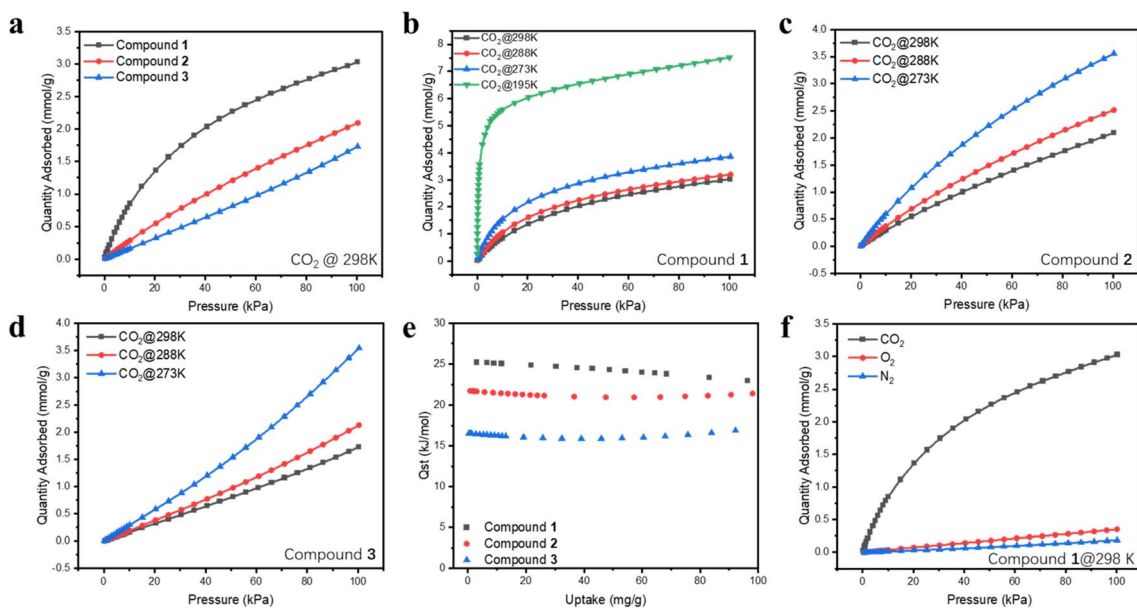 a
3.5
3.0
2.5
2.0
1.5
1.0
0.5
0.0
Quantity Adsorbed (mmol/g)
Compound 1
Compound 2
Compound 3
CO2 @ 298K
0 20 40 60 80 100
Pressure (kPa)
b
8
7
6
5
4
3
2
1
0
Quantity Adsorbed (mmol/g)
CO2@298K
CO2@288K
CO2@273K
CO2@195K
Compound 1
0 20 40 60 80 100
Pressure (kPa)
c
4.0
3.5
3.0
2.5
2.0
1.5
1.0
0.5
0.0
-0.5
Quantity Adsorbed (mmol/g)
CO2@298K
CO2@288K
CO2@273K
Compound 2
0 20 40 60 80 100
Pressure (kPa)
d
4.0
3.5
3.0
2.5
2.0
1.5
1.0
0.5
0.0
-0.5
Quantity Adsorbed (mmol/g)
CO2@298K
CO2@288K
CO2@273K
Compound 3
0 20 40 60 80 100
Pressure (kPa)
e
30
25
20
15
10
5
0
Qst (kJ/mol)
Compound 1
Compound 2
Compound 3
0 20 40 60 80 100
Uptake (mg/g)
f
3.5
3.0
2.5
2.0
1.5
1.0
0.5
0.0
Quantity Adsorbed (mmol/g)
CO2
O2
N2
Compound 1@298 K
0 20 40 60 80 100
Pressure (kPa)